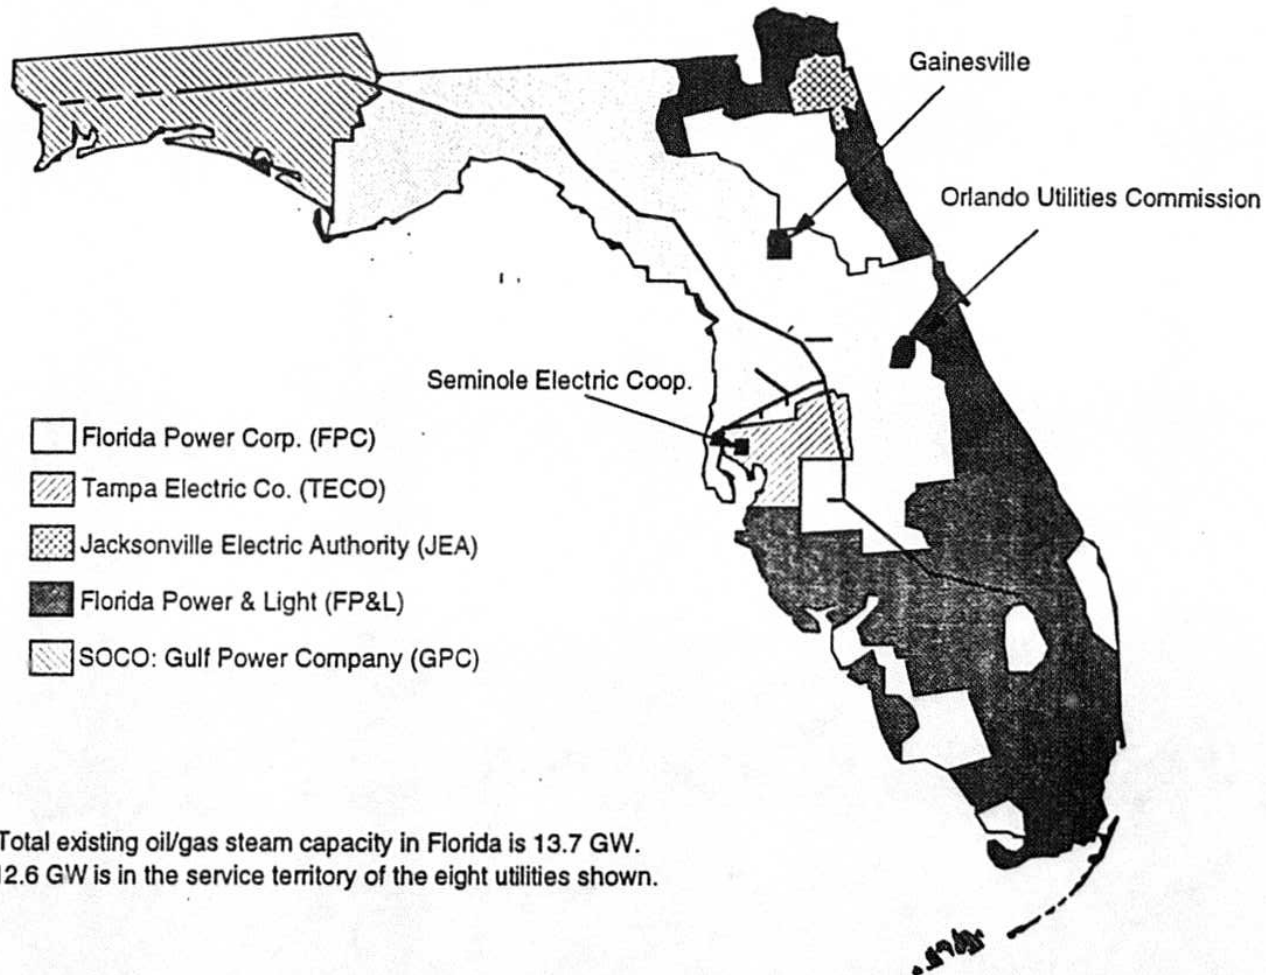 Gainesville
Orlando Utilities Commission
Seminole Electric Coop.
Florida Power Corp. (FPC)
Tampa Electric Co. (TECO)
Jacksonville Electric Authority (JEA)
Florida Power & Light (FP&L)
SOCO: Gulf Power Company (GPC)
Total existing oil/gas steam capacity in Florida is 13.7 GW.
12.6 GW is in the service territory of the eight utilities shown.